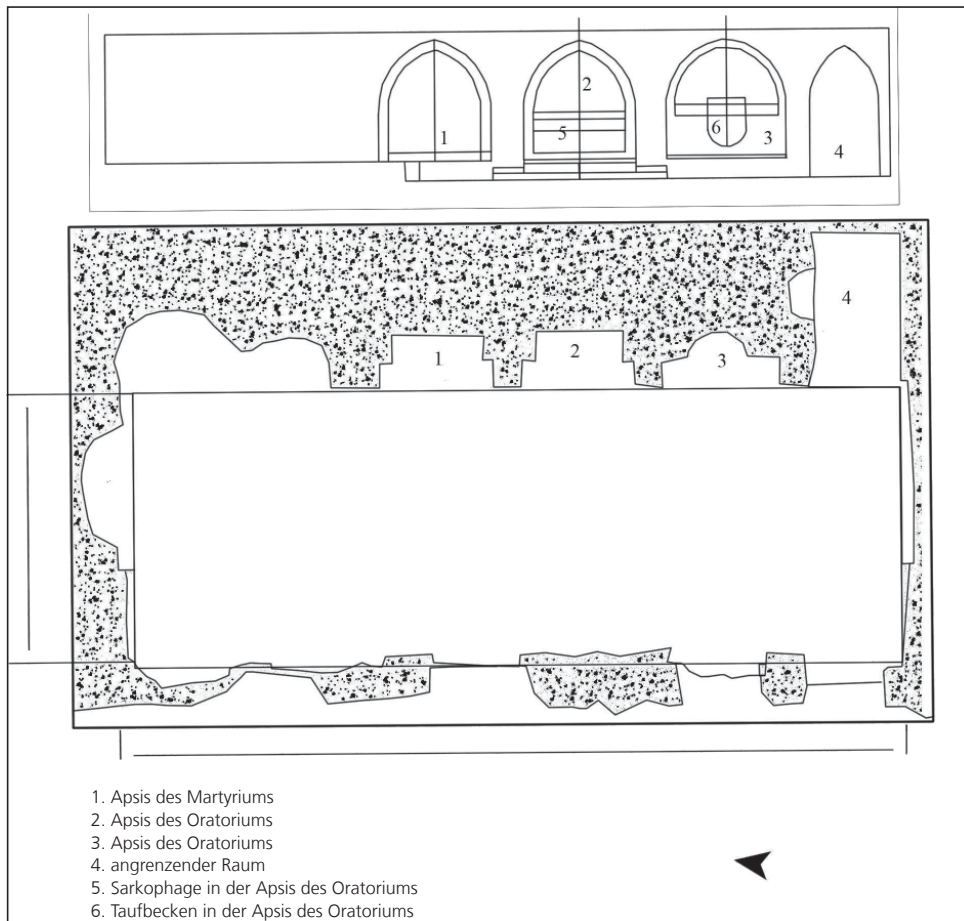 1
2
5
6
3
4
1
2
3
4
1. Apsis des Martyriums
2. Apsis des Oratoriums
3. Apsis des Oratoriums
4. angrenzender Raum
5. Sarkophage in der Apsis des Oratoriums
6. Taufbecken in der Apsis des Oratoriums